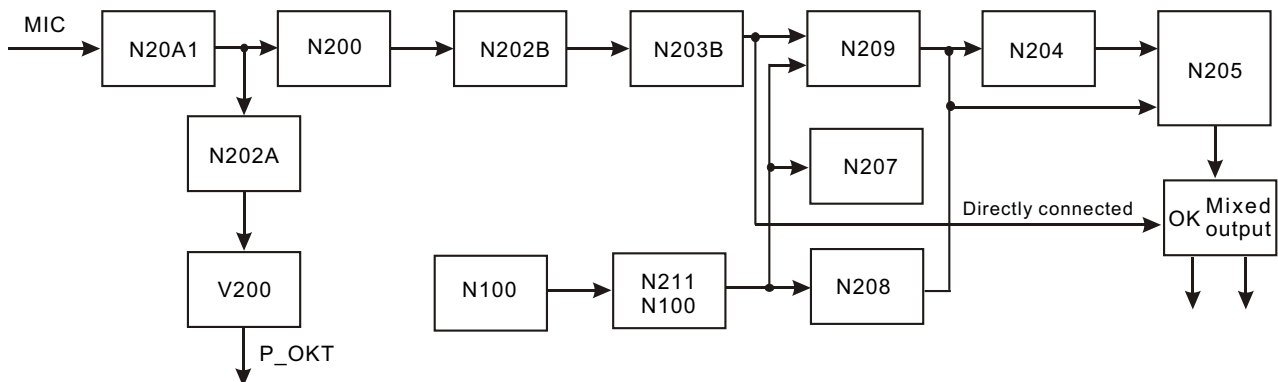 MIC
N20A1
N200
N202B
N203B
N209
N204
N205
N202A
N207
Directly connected
OK Mixed
output
V200
N100
N211
N100
N208
P_OKT